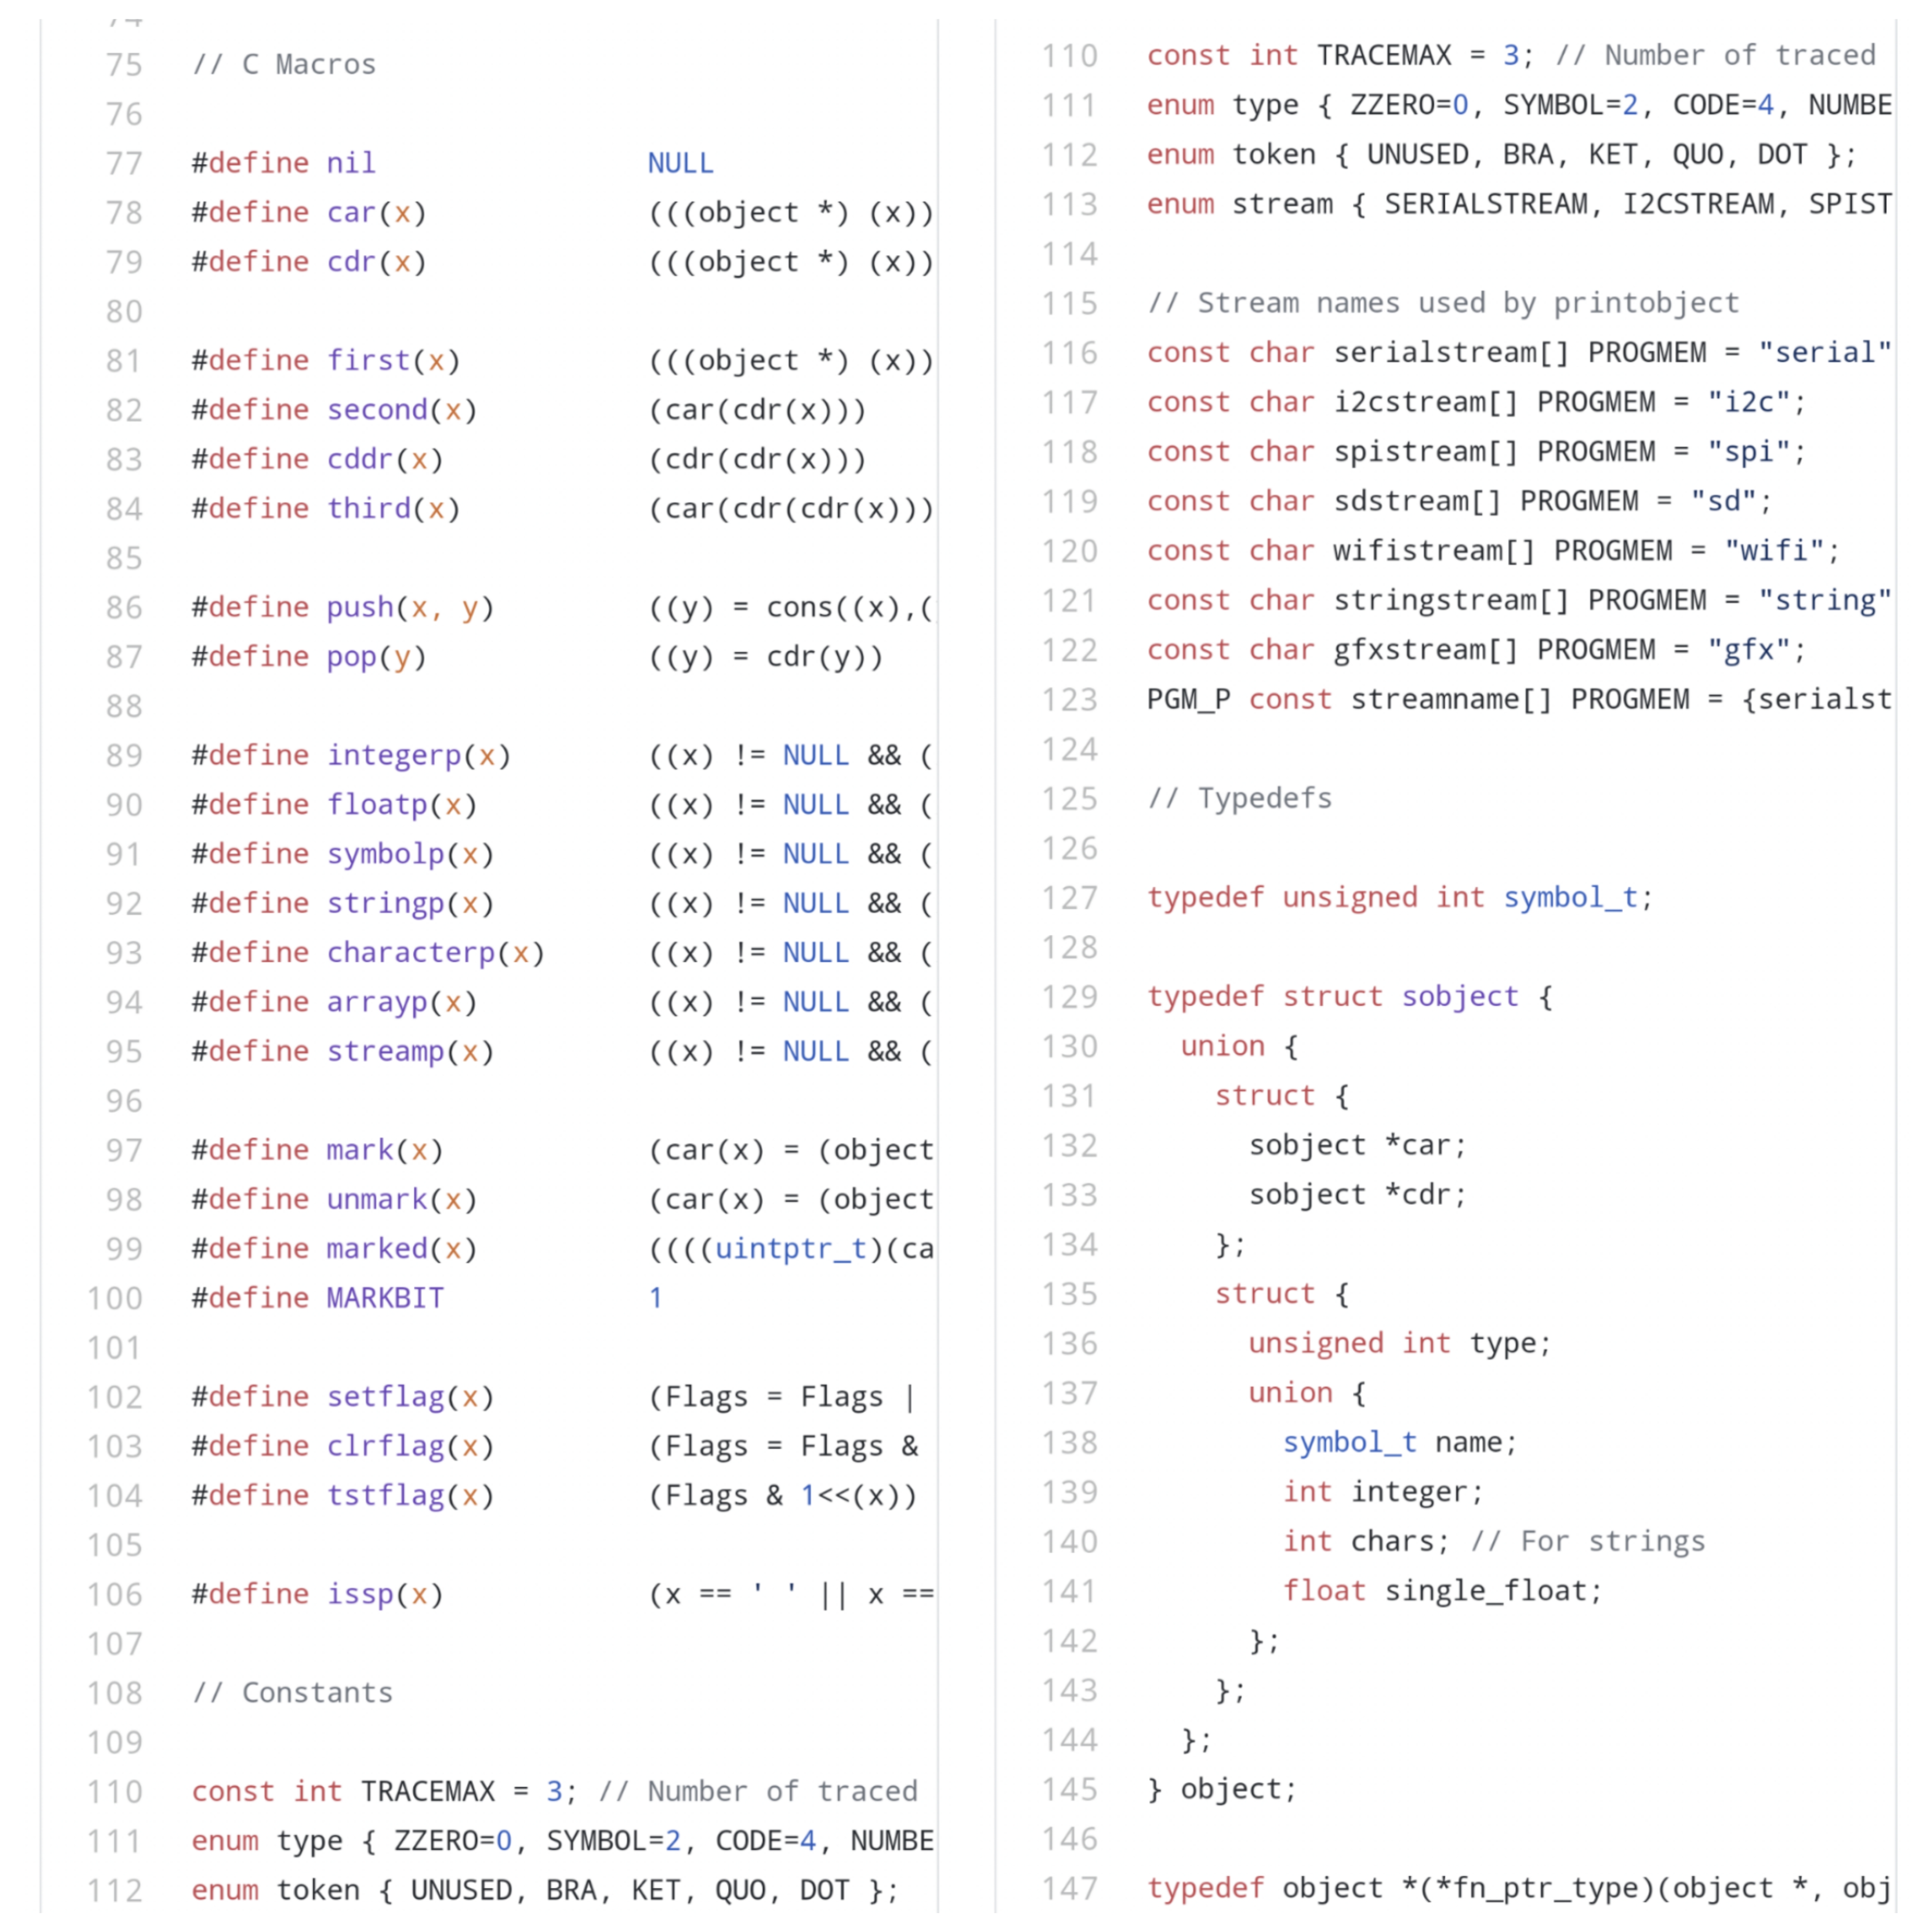 75 // C Macros
76
77 #define nil NULL
78 #define car(x) (((object *) (x))
79 #define cdr(x) (((object *) (x))
80
81 #define first(x) (((object *) (x))
82 #define second(x) (car(cdr(x)))
83 #define cddr(x) (cdr(cdr(x)))
84 #define third(x) (car(cdr(cdr(x)))
85
86 #define push(x, y) ((y) = cons((x),(
87 #define pop(y) ((y) = cdr(y))
88
89 #define integerp(x) ((x) != NULL && (
90 #define floatp(x) ((x) != NULL && (
91 #define symbolp(x) ((x) != NULL && (
92 #define stringp(x) ((x) != NULL && (
93 #define characterp(x) ((x) != NULL && (
94 #define arrayp(x) ((x) != NULL && (
95 #define streamp(x) ((x) != NULL && (
96
97 #define mark(x) (car(x) = (object
98 #define unmark(x) (car(x) = (object
99 #define marked(x) ((((uintptr_t)(ca
100 #define MARKBIT 1
101
102 #define setflag(x) (Flags = Flags |
103 #define clrflag(x) (Flags = Flags &
104 #define tstflag(x) (Flags & 1<<(x))
105
106 #define issp(x) (x == ' ' || x ==
107
108 // Constants
109
110 const int TRACEMAX = 3; // Number of traced
111 enum type { ZZERO=0, SYMBOL=2, CODE=4, NUMBE
112 enum token { UNUSED, BRA, KET, QUO, DOT };
110 const int TRACEMAX = 3; // Number of traced
111 enum type { ZZERO=0, SYMBOL=2, CODE=4, NUMBE
112 enum token { UNUSED, BRA, KET, QUO, DOT };
113 enum stream { SERIALSTREAM, I2CSTREAM, SPIST
114
115 // Stream names used by printobject
116 const char serialstream[] PROGMEM = "serial"
117 const char i2cstream[] PROGMEM = "i2c";
118 const char spistream[] PROGMEM = "spi";
119 const char sdstream[] PROGMEM = "sd";
120 const char wifistream[] PROGMEM = "wifi";
121 const char stringstream[] PROGMEM = "string"
122 const char gfxstream[] PROGMEM = "gfx";
123 PGM_P const streamname[] PROGMEM = {serialst
124
125 // Typedefs
126
127 typedef unsigned int symbol_t;
128
129 typedef struct sobject {
130 union {
131 struct {
132 sobject *car;
133 sobject *cdr;
134 };
135 struct {
136 unsigned int type;
137 union {
138 symbol_t name;
139 int integer;
140 int chars; // For strings
141 float single_float;
142 };
143 };
144 };
145 } object;
146
147 typedef object *(*fn_ptr_type)(object *, obj